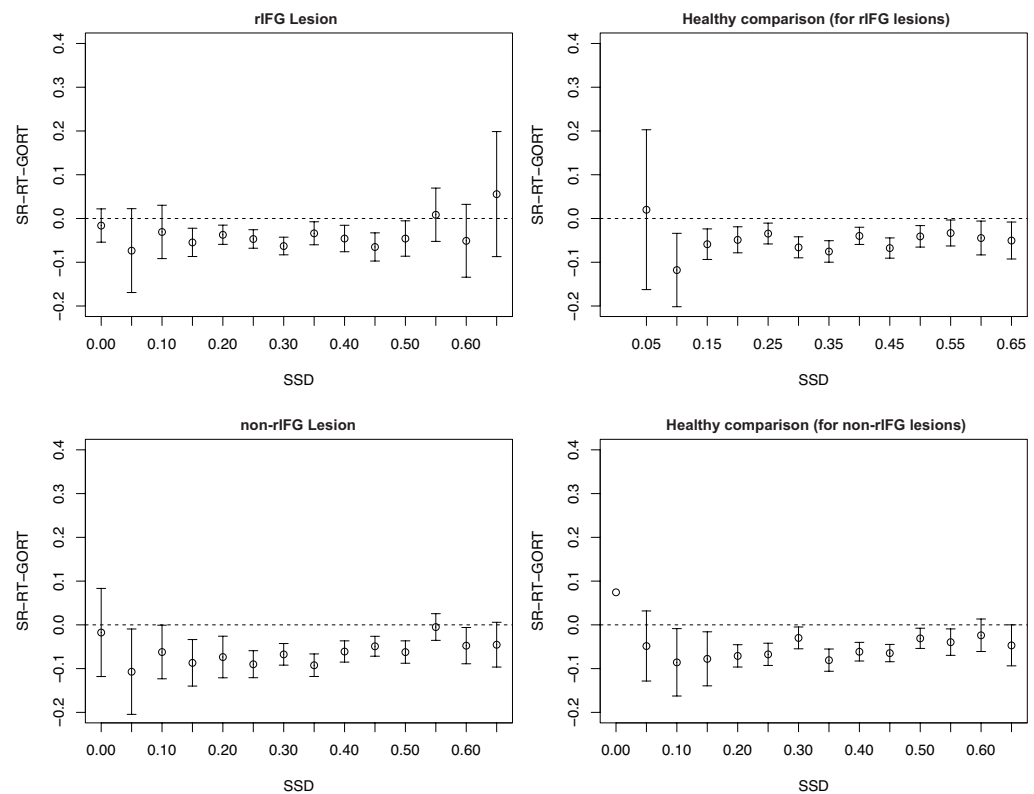 rIFG Lesion
SR−RT−GORT
0.4
0.3
0.2
0.1
0.0
−0.1
−0.2
0.00 0.10 0.20 0.30 0.40 0.50 0.60
SSD
Healthy comparison (for rIFG lesions)
SR−RT−GORT
0.4
0.3
0.2
0.1
0.0
−0.1
−0.2
0.05 0.15 0.25 0.35 0.45 0.55 0.65
SSD
non-rIFG Lesion
SR−RT−GORT
0.4
0.3
0.2
0.1
0.0
−0.1
−0.2
0.00 0.10 0.20 0.30 0.40 0.50 0.60
SSD
Healthy comparison (for non-rIFG lesions)
SR−RT−GORT
0.4
0.3
0.2
0.1
0.0
−0.1
−0.2
0.00 0.10 0.20 0.30 0.40 0.50 0.60
SSD